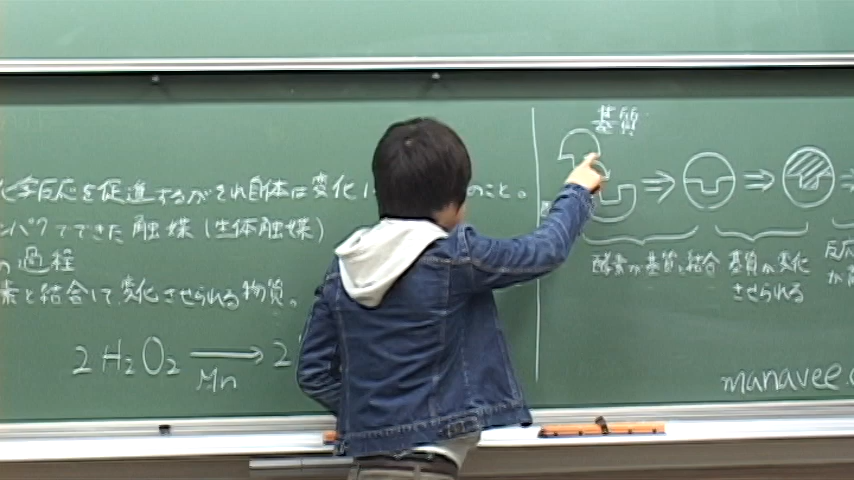 化学反応を促進するがそれ自体は変化 のこと。
パクでできた触媒(生体触媒)
の過程
素と結合して、変化させられる物質。
2H₂O₂ → 2
Mn
基質
⇒ ⇒
酵素が基質と結合
基質が変化
させられる
反応
が
manavee.